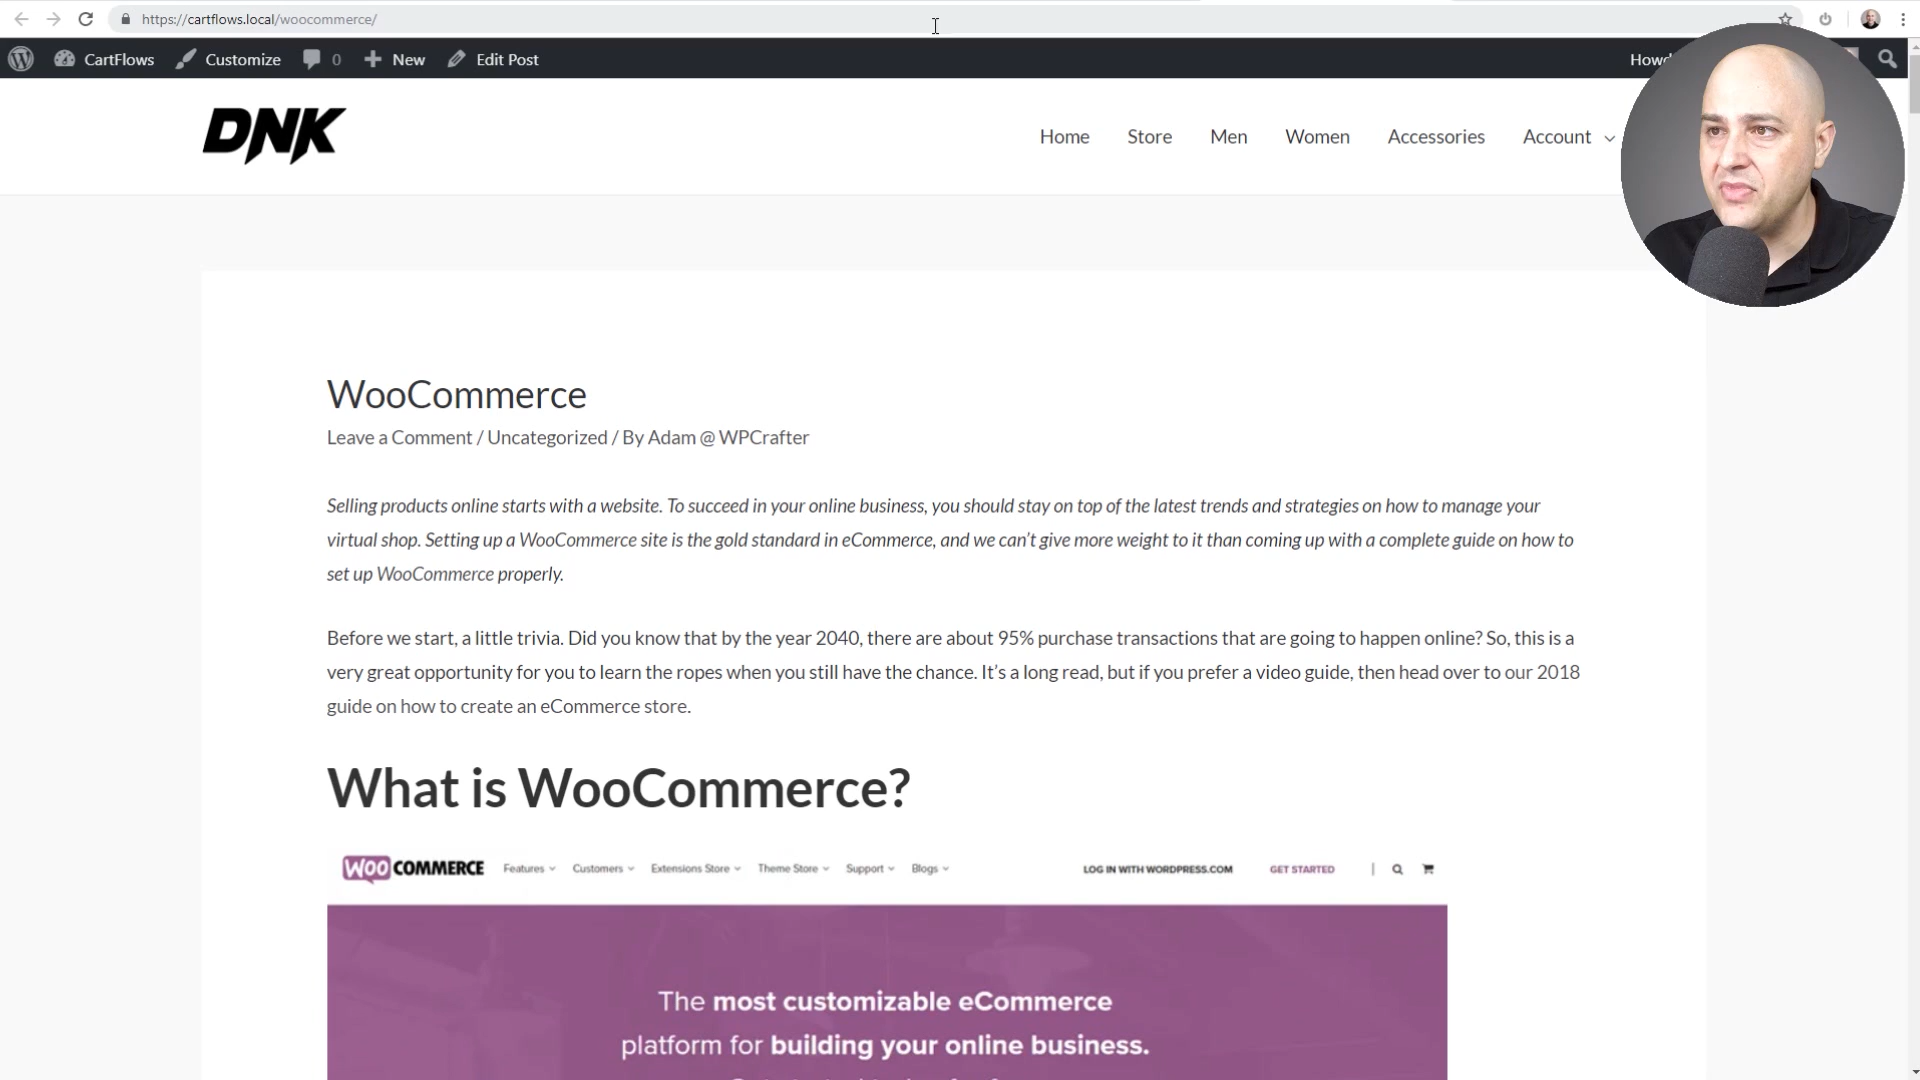 https://cartflows.local/woocommerce/
CartFlows Customize 0 New Edit Post
DNK
Home Store Men Women Accessories Account
WooCommerce
Leave a Comment / Uncategorized / By Adam @ WPCrafter
Selling products online starts with a website. To succeed in your online business, you should stay on top of the latest trends and strategies on how to manage your
virtual shop. Setting up a WooCommerce site is the gold standard in eCommerce, and we can’t give more weight to it than coming up with a complete guide on how to
set up WooCommerce properly.
Before we start, a little trivia. Did you know that by the year 2040, there are about 95% purchase transactions that are going to happen online? So, this is a
very great opportunity for you to learn the ropes when you still have the chance. It’s a long read, but if you prefer a video guide, then head over to our 2018
guide on how to create an eCommerce store.
What is WooCommerce?
WOO COMMERCE Features Customers Extensions Store Theme Store Support Blogs LOG IN WITH WORDPRESS.COM GET STARTED
The most customizable eCommerce
platform for building your online business.